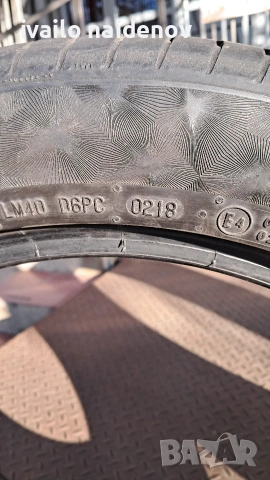 ivailo naidenov
LM40 D6PC 0218 E4
BAZAR